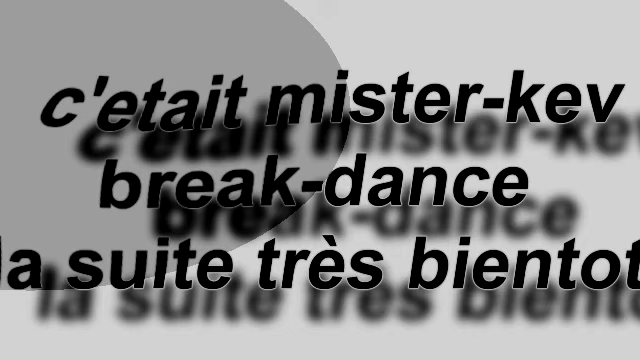 c'etait mister-kev
break-dance
la suite très bientot